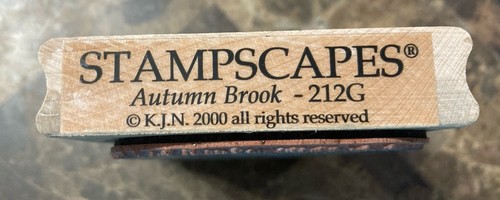 STAMPSCAPES®
Autumn Brook - 212G
© K.J.N. 2000 all rights reserved